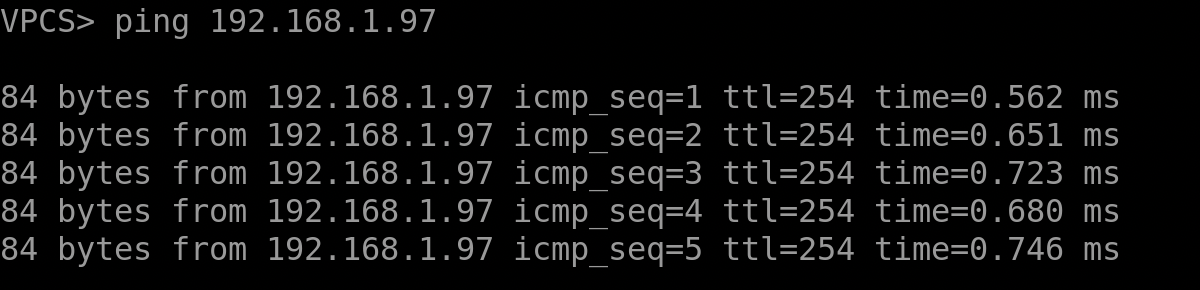 VPCS> ping 192.168.1.97
84 bytes from 192.168.1.97 icmp_seq=1 ttl=254 time=0.562 ms
84 bytes from 192.168.1.97 icmp_seq=2 ttl=254 time=0.651 ms
84 bytes from 192.168.1.97 icmp_seq=3 ttl=254 time=0.723 ms
84 bytes from 192.168.1.97 icmp_seq=4 ttl=254 time=0.680 ms
84 bytes from 192.168.1.97 icmp_seq=5 ttl=254 time=0.746 ms